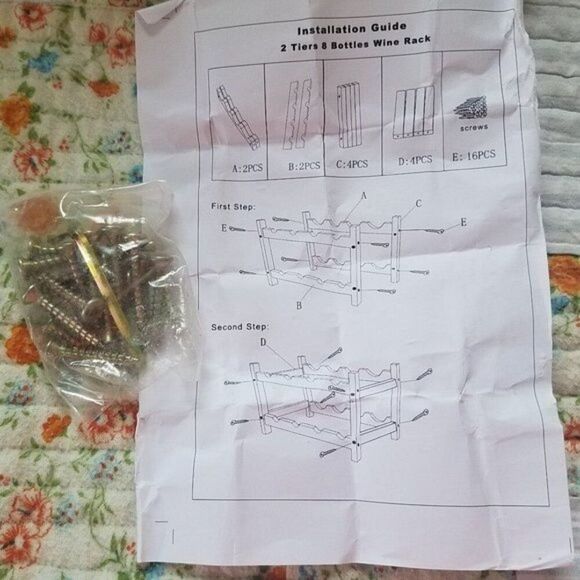 Installation Guide
2 Tiers 8 Bottles Wine Rack
screws
A:2PCS B:2PCS C:4PCS D:4PCS E:16PCS
First Step:
A
C
E
E
B
Second Step:
D